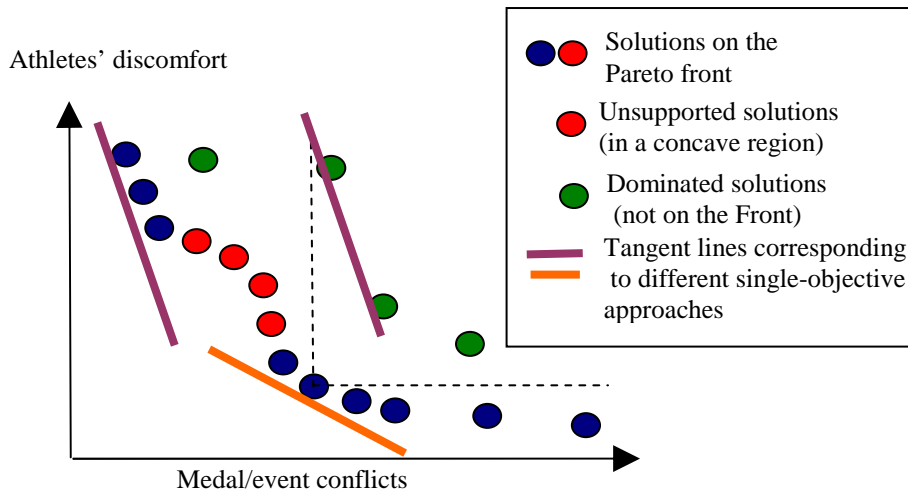 Athletes’ discomfort
Medal/event conflicts
Solutions on the
Pareto front
Unsupported solutions
(in a concave region)
Dominated solutions
(not on the Front)
Tangent lines corresponding
to different single-objective
approaches